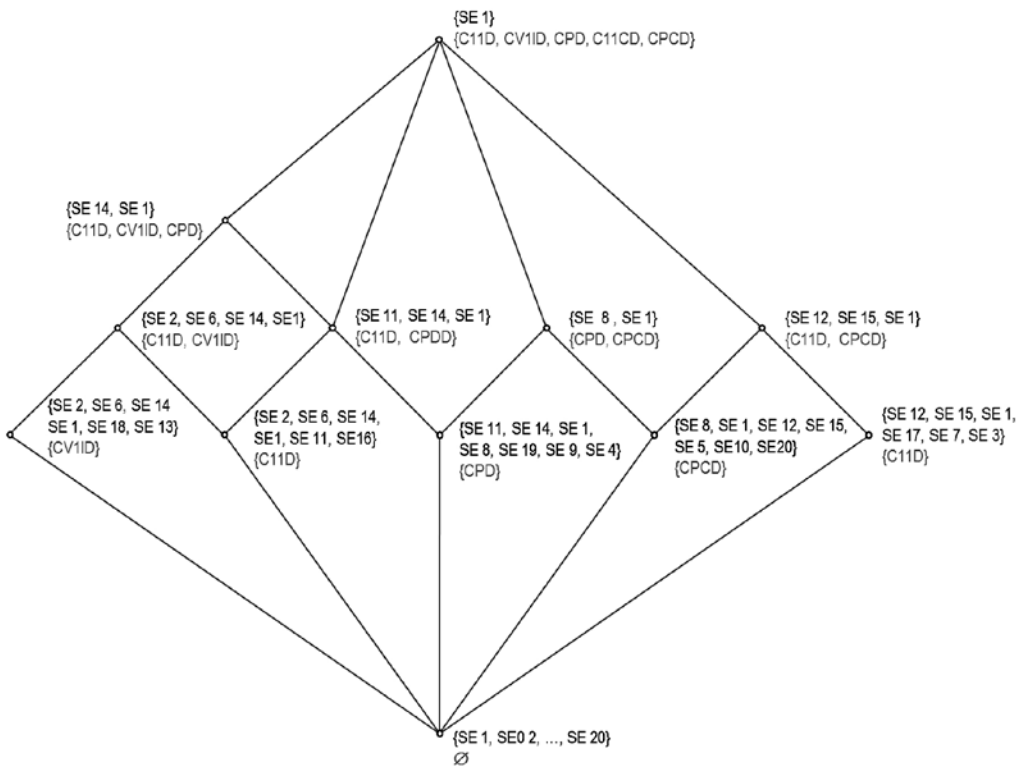 {SE 1}
{C11D, CV1ID, CPD, C11CD, CPCD}
{SE 14, SE 1}
{C11D, CV1ID, CPD}
{SE 2, SE 6, SE 14, SE1}
{C11D, CV1ID}
{SE 11, SE 14, SE 1}
{C11D, CPDD}
{SE 8 , SE 1}
{CPD, CPCD}
{SE 12, SE 15, SE 1}
{C11D, CPCD}
{SE 2, SE 6, SE 14
SE 1, SE 18, SE 13}
{CV1ID}
{SE 2, SE 6, SE 14,
SE1, SE 11, SE16}
{C11D}
{SE 11, SE 14, SE 1,
SE 8, SE 19, SE 9, SE 4}
{CPD}
{SE 8, SE 1, SE 12, SE 15,
SE 5, SE10, SE20}
{CPCD}
{SE 12, SE 15, SE 1,
SE 17, SE 7, SE 3}
{C11D}
{SE 1, SE0 2, ..., SE 20}
∅